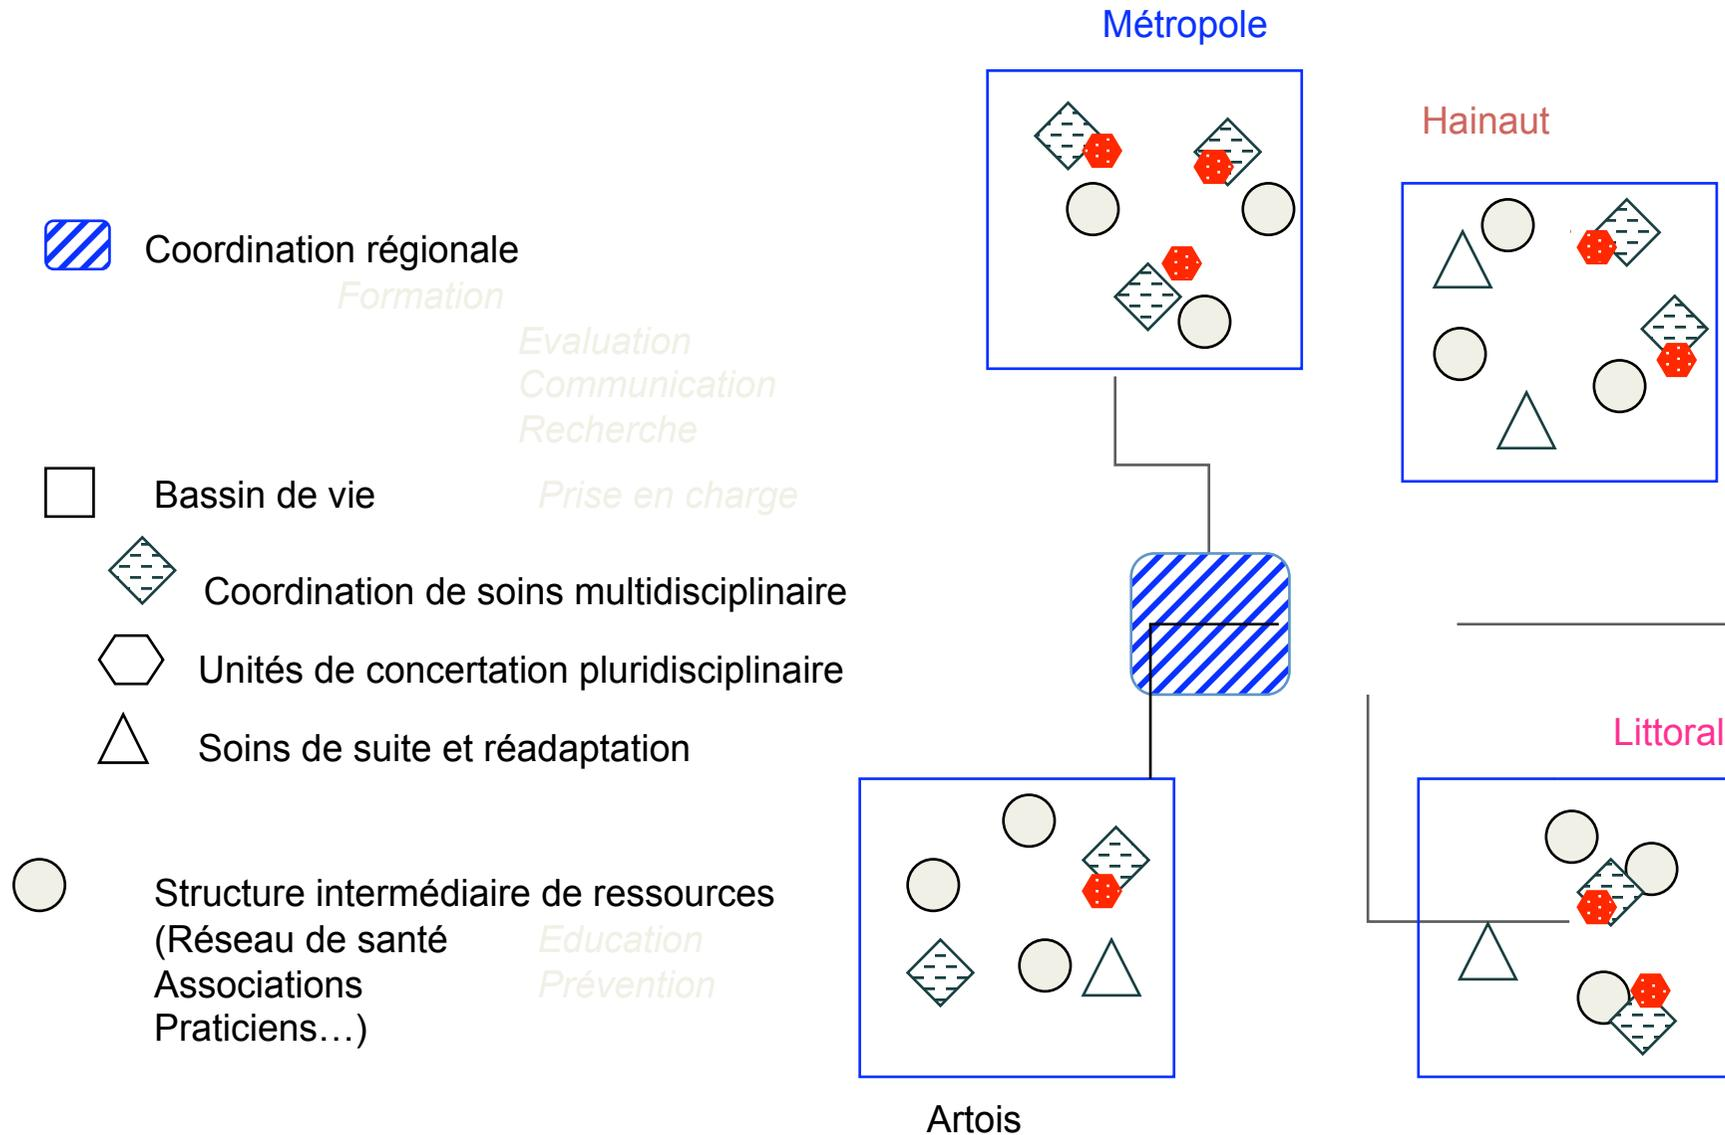 Métropole
Hainaut
Coordination régionale
Formation
Evaluation
Communication
Recherche
Bassin de vie
Prise en charge
Coordination de soins multidisciplinaire
Unités de concertation pluridisciplinaire
Soins de suite et réadaptation
Littoral
Structure intermédiaire de ressources
(Réseau de santé
Education
Associations
Prévention
Praticiens…)
Artois